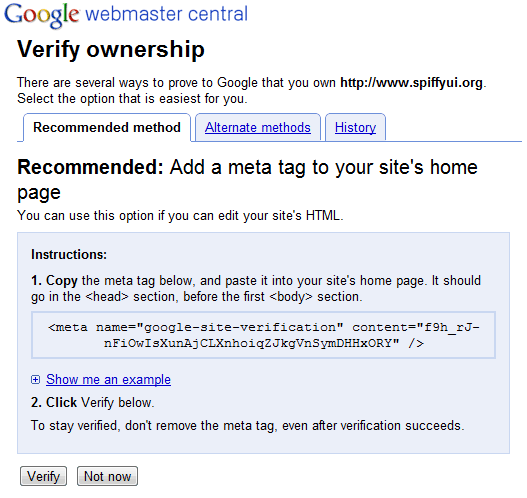 Google webmaster central
Verify ownership
There are several ways to prove to Google that you own http://www.spiffyui.org.
Select the option that is easiest for you.
Recommended method Alternate methods History
Recommended: Add a meta tag to your site's home
page
You can use this option if you can edit your site's HTML.
Instructions:
1. Copy the meta tag below, and paste it into your site's home page. It should
go in the <head> section, before the first <body> section.
<meta name="google-site-verification" content="f9h_rJ-
nFiOwIsXunAjCLXnhoiqZJkgVnSymDHHxORY" />
Show me an example
2. Click Verify below.
To stay verified, don't remove the meta tag, even after verification succeeds.
Verify Not now